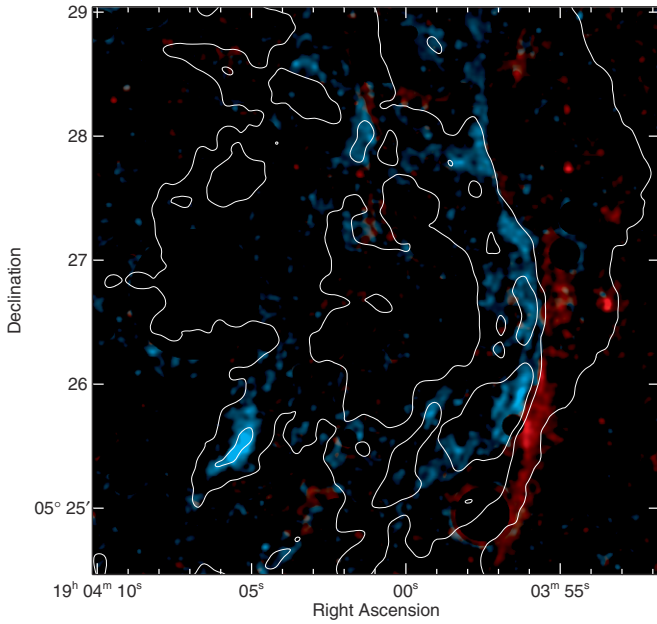 29
28
27
26
05° 25′
Declination
19ʰ 04ᵐ 10ˢ
05ˢ
00ˢ
03ᵐ 55ˢ
Right Ascension